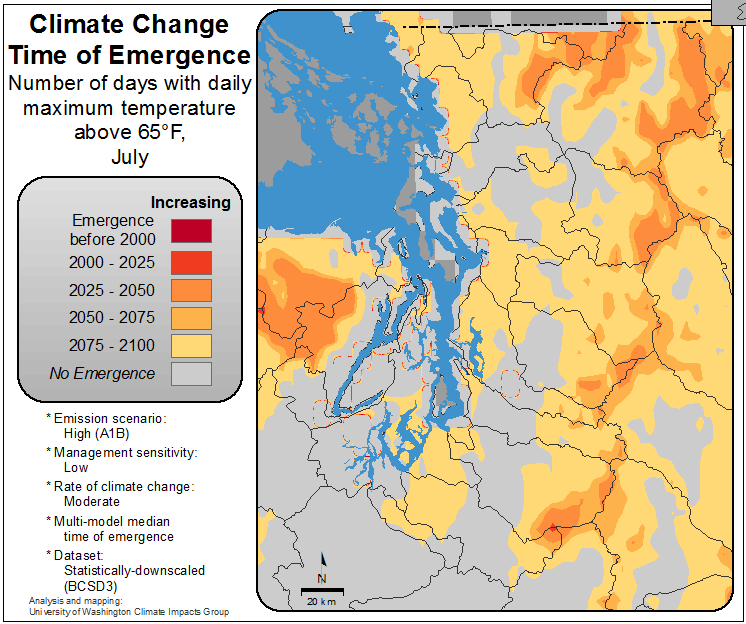 Climate Change
Time of Emergence
Number of days with daily
maximum temperature
above 65°F,
July
Increasing
Emergence
before 2000
2000 - 2025
2025 - 2050
2050 - 2075
2075 - 2100
No Emergence
* Emission scenario:
High (A1B)
* Management sensitivity:
Low
* Rate of climate change:
Moderate
* Multi-model median
time of emergence
* Dataset:
Statistically-downscaled
(BCSD3)
Analysis and mapping:
University of Washington Climate Impacts Group
N
20 km